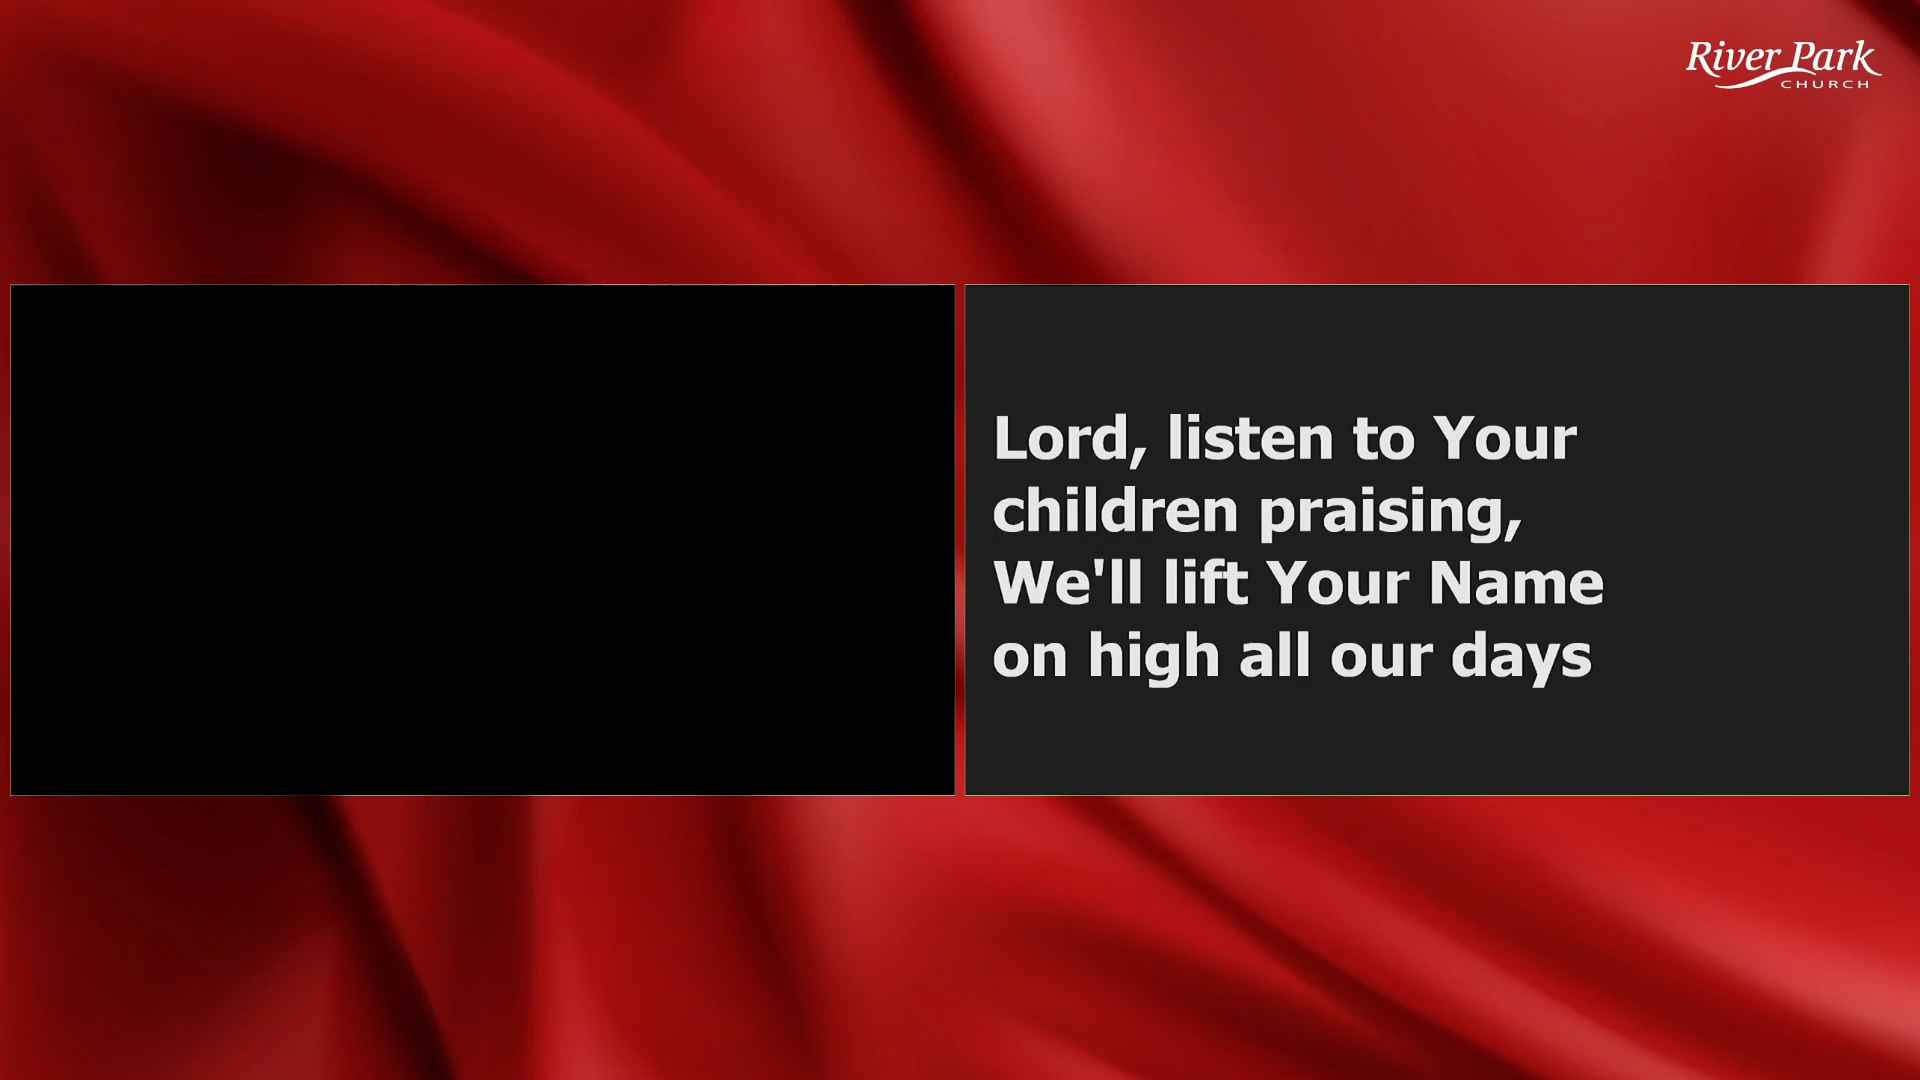 River Park
CHURCH
Lord, listen to Your
children praising,
We'll lift Your Name
on high all our days